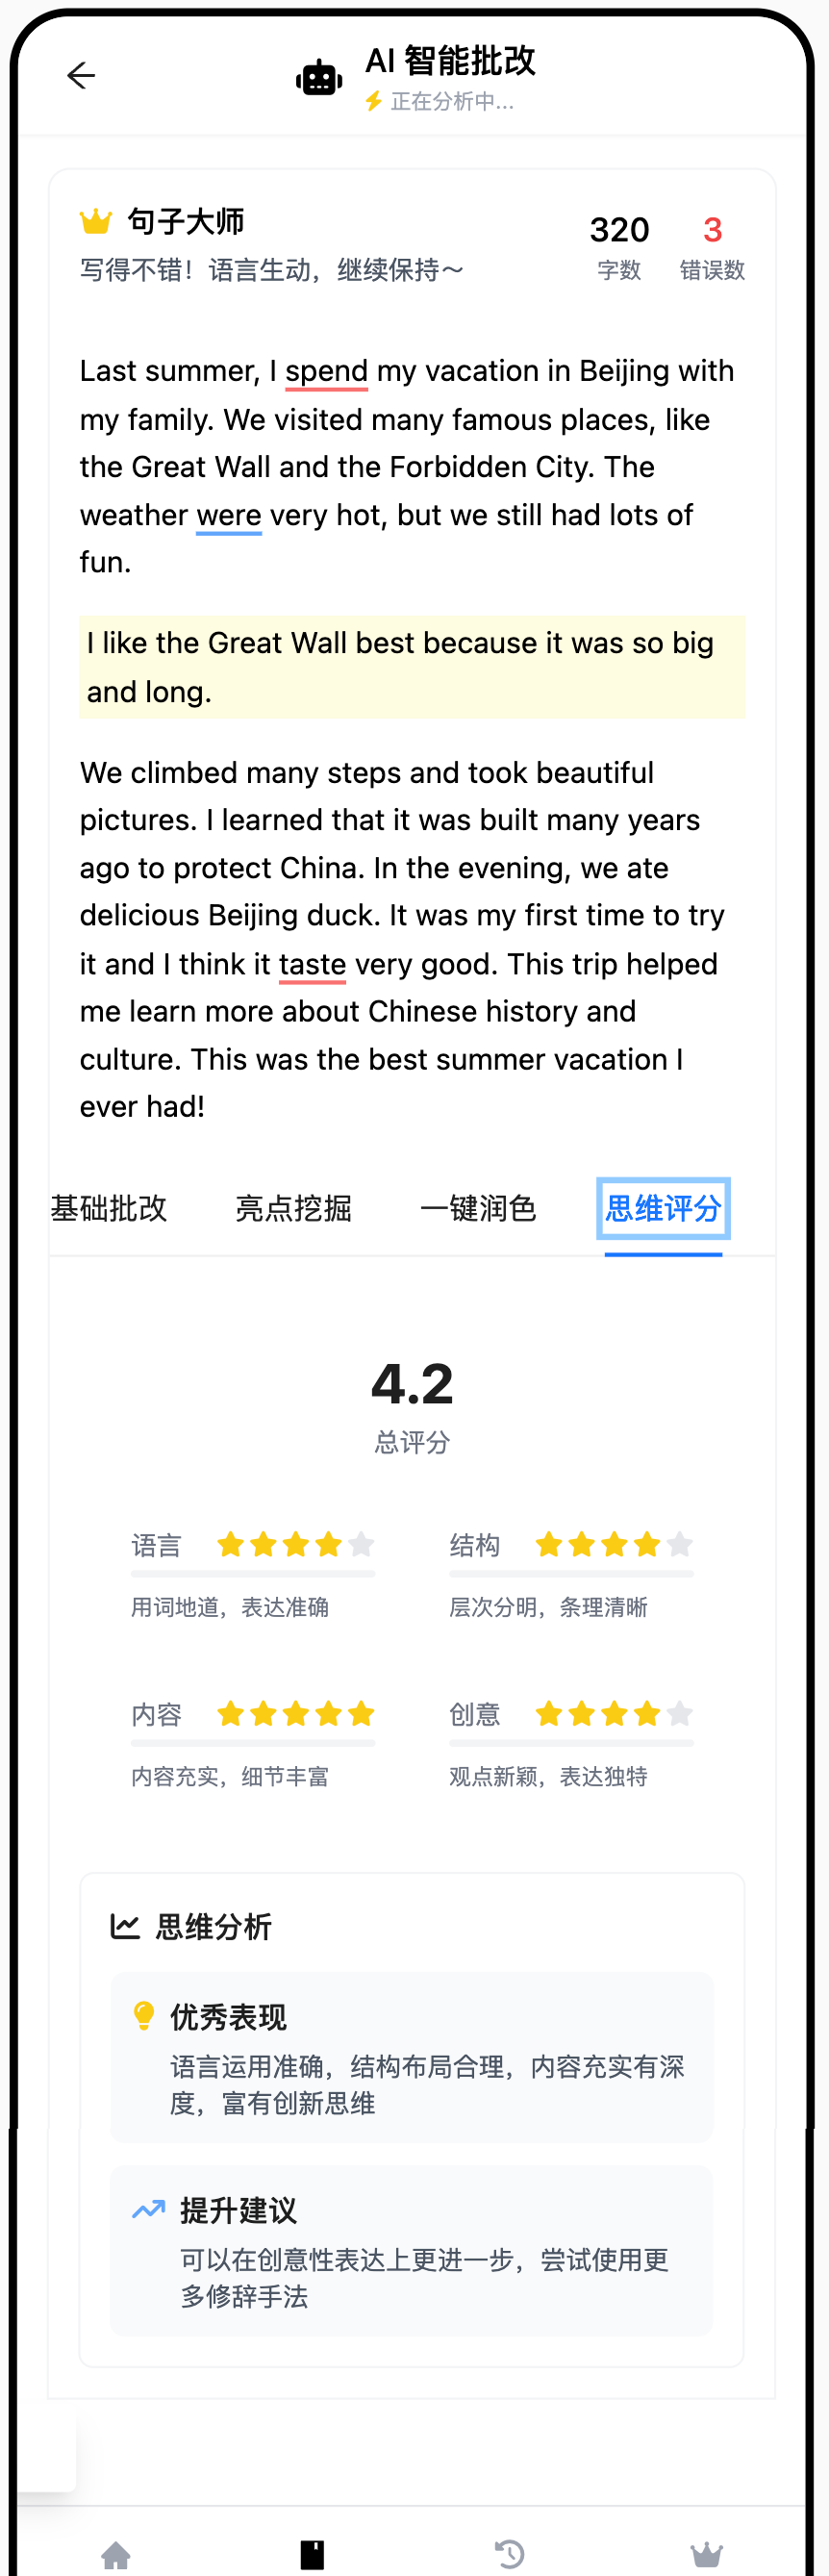 AI 智能批改
正在分析中...
句子大师
写得不错！语言生动，继续保持～
320
字数
3
错误数
Last summer, I spend my vacation in Beijing with
my family. We visited many famous places, like
the Great Wall and the Forbidden City. The
weather were very hot, but we still had lots of
fun.
I like the Great Wall best because it was so big
and long.
We climbed many steps and took beautiful
pictures. I learned that it was built many years
ago to protect China. In the evening, we ate
delicious Beijing duck. It was my first time to try
it and I think it taste very good. This trip helped
me learn more about Chinese history and
culture. This was the best summer vacation I
ever had!
基础批改 亮点挖掘 一键润色 思维评分
4.2
总评分
语言
用词地道，表达准确
结构
层次分明，条理清晰
内容
内容充实，细节丰富
创意
观点新颖，表达独特
思维分析
优秀表现
语言运用准确，结构布局合理，内容充实有深
度，富有创新思维
提升建议
可以在创意性表达上更进一步，尝试使用更
多修辞手法